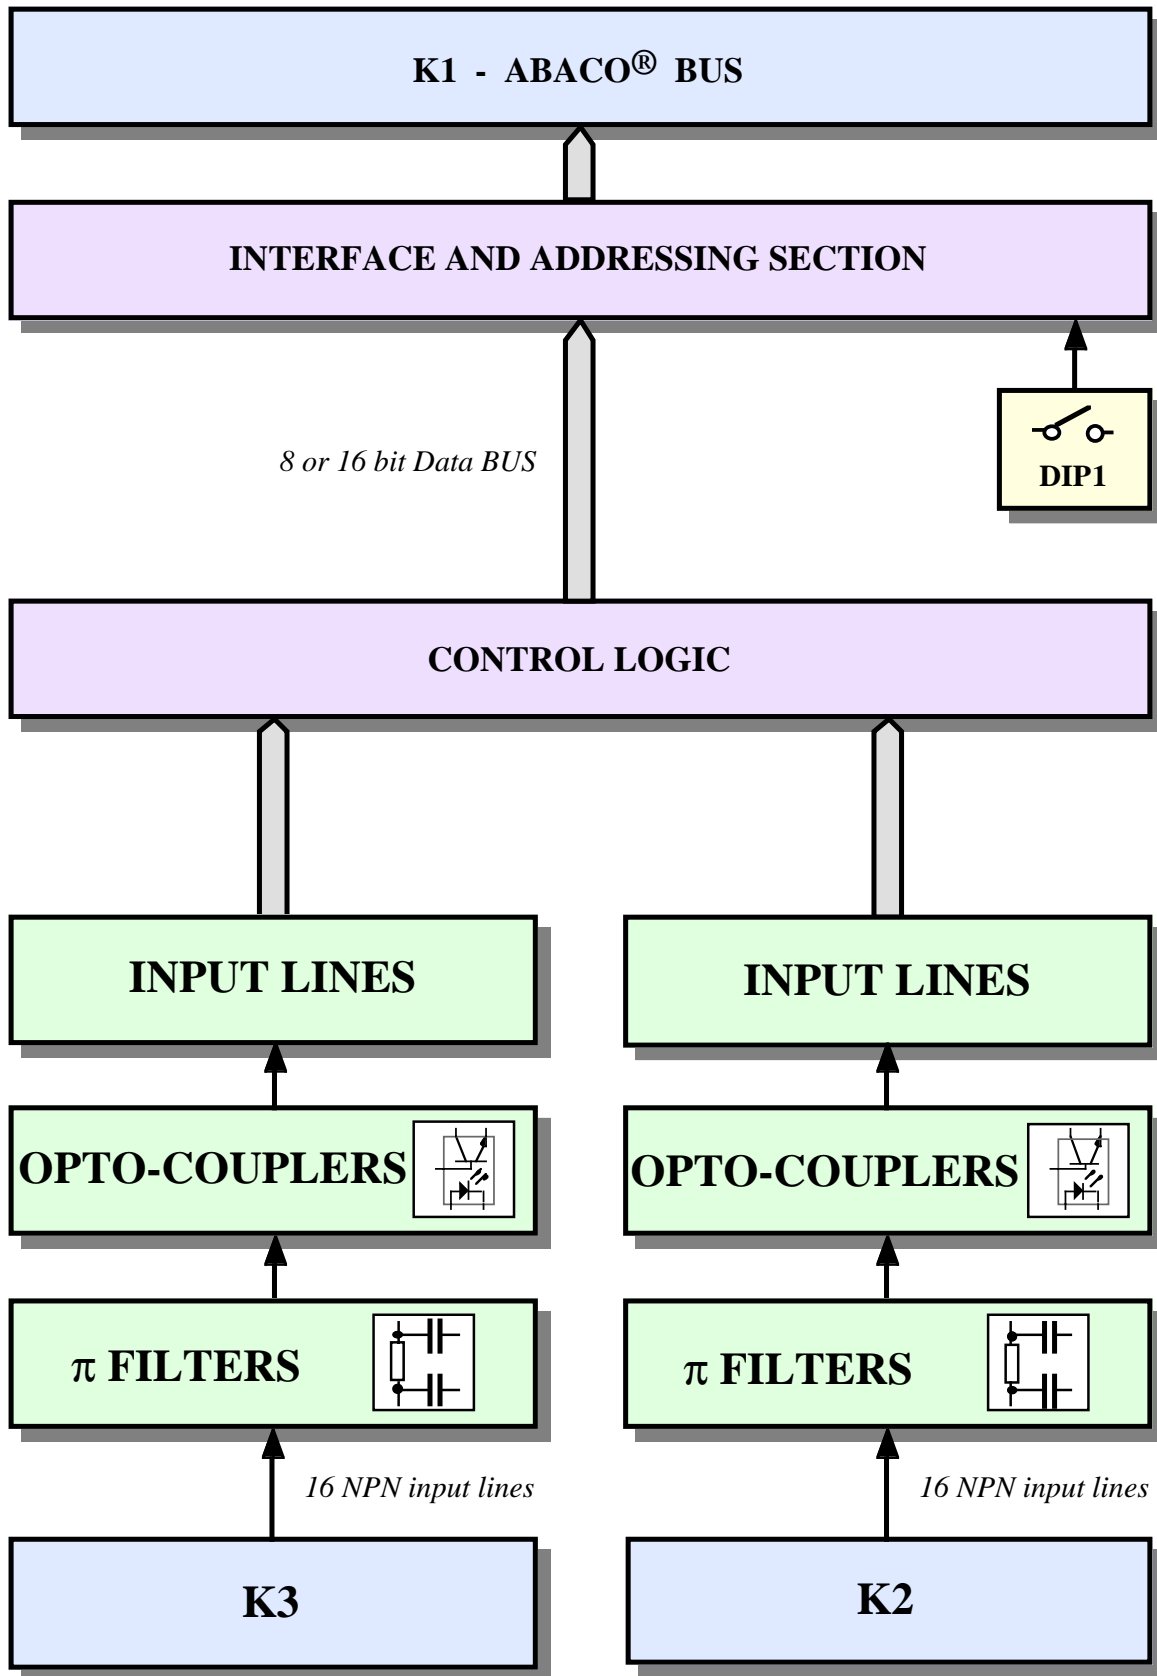 K1 - ABACO® BUS
INTERFACE AND ADDRESSING SECTION
8 or 16 bit Data BUS
DIP1
CONTROL LOGIC
INPUT LINES
INPUT LINES
OPTO-COUPLERS
OPTO-COUPLERS
π FILTERS
π FILTERS
16 NPN input lines
16 NPN input lines
K3
K2